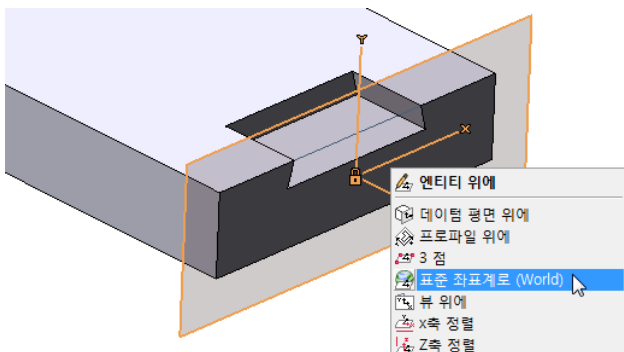 Y
X
엔티티 위에
데이텀 평면 위에
프로파일 위에
3 점
표준 좌표계로 (World)
뷰 위에
X축 정렬
Z축 정렬